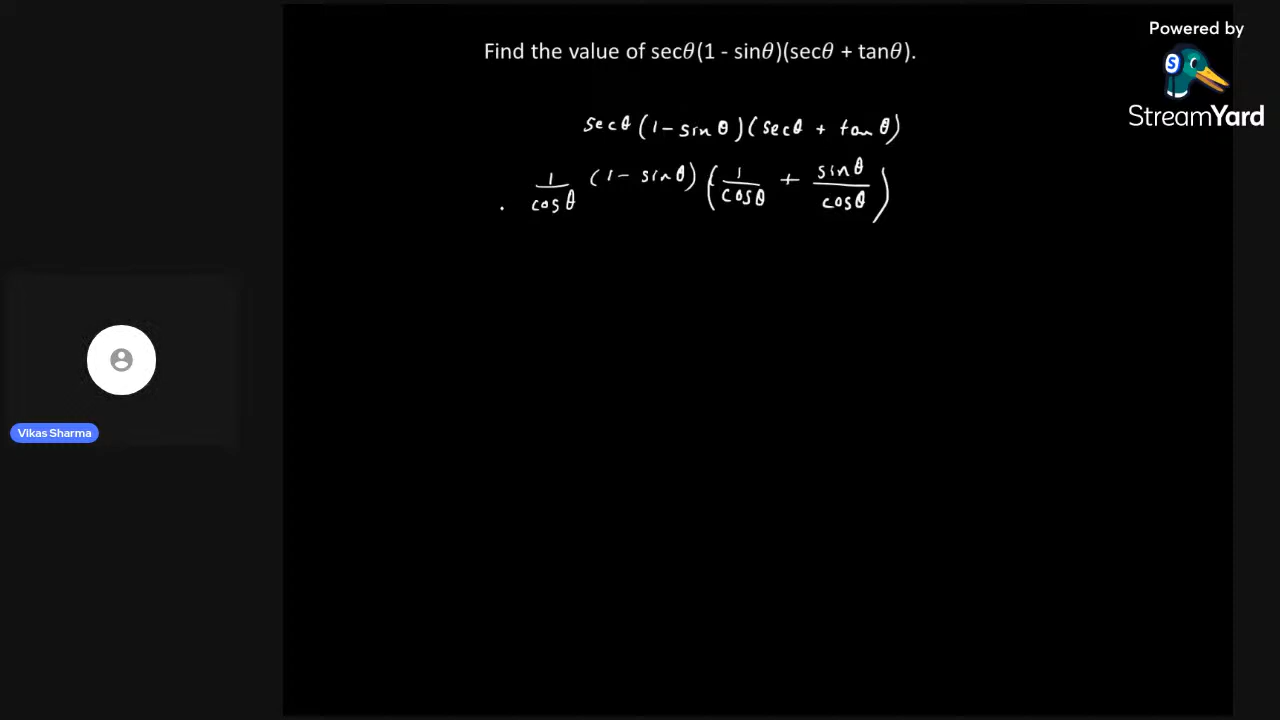 Powered by
StreamYard
Find the value of sec𝜃(1 - sin𝜃)(sec𝜃 + tan𝜃).
secθ (1-sinθ)(secθ + tanθ)
1/cosθ (1 - sinθ) (1/cosθ + sinθ/cosθ)
Vikas Sharma